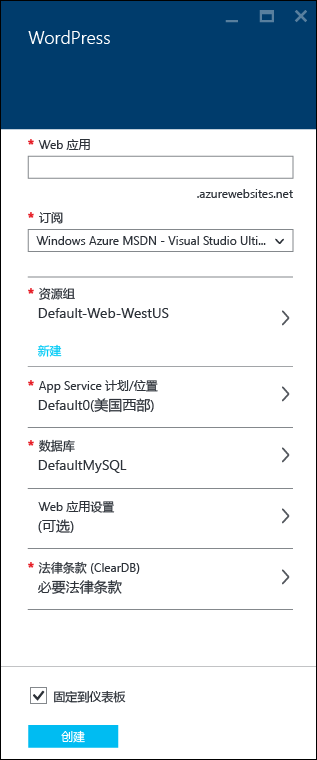 WordPress
* Web 应用
.azurewebsites.net
* 订阅
Windows Azure MSDN - Visual Studio Ulti...
* 资源组
Default-Web-WestUS
新建
* App Service 计划/位置
Default0(美国西部)
* 数据库
DefaultMySQL
Web 应用设置
(可选)
* 法律条款 (ClearDB)
必要法律条款
固定到仪表板
创建